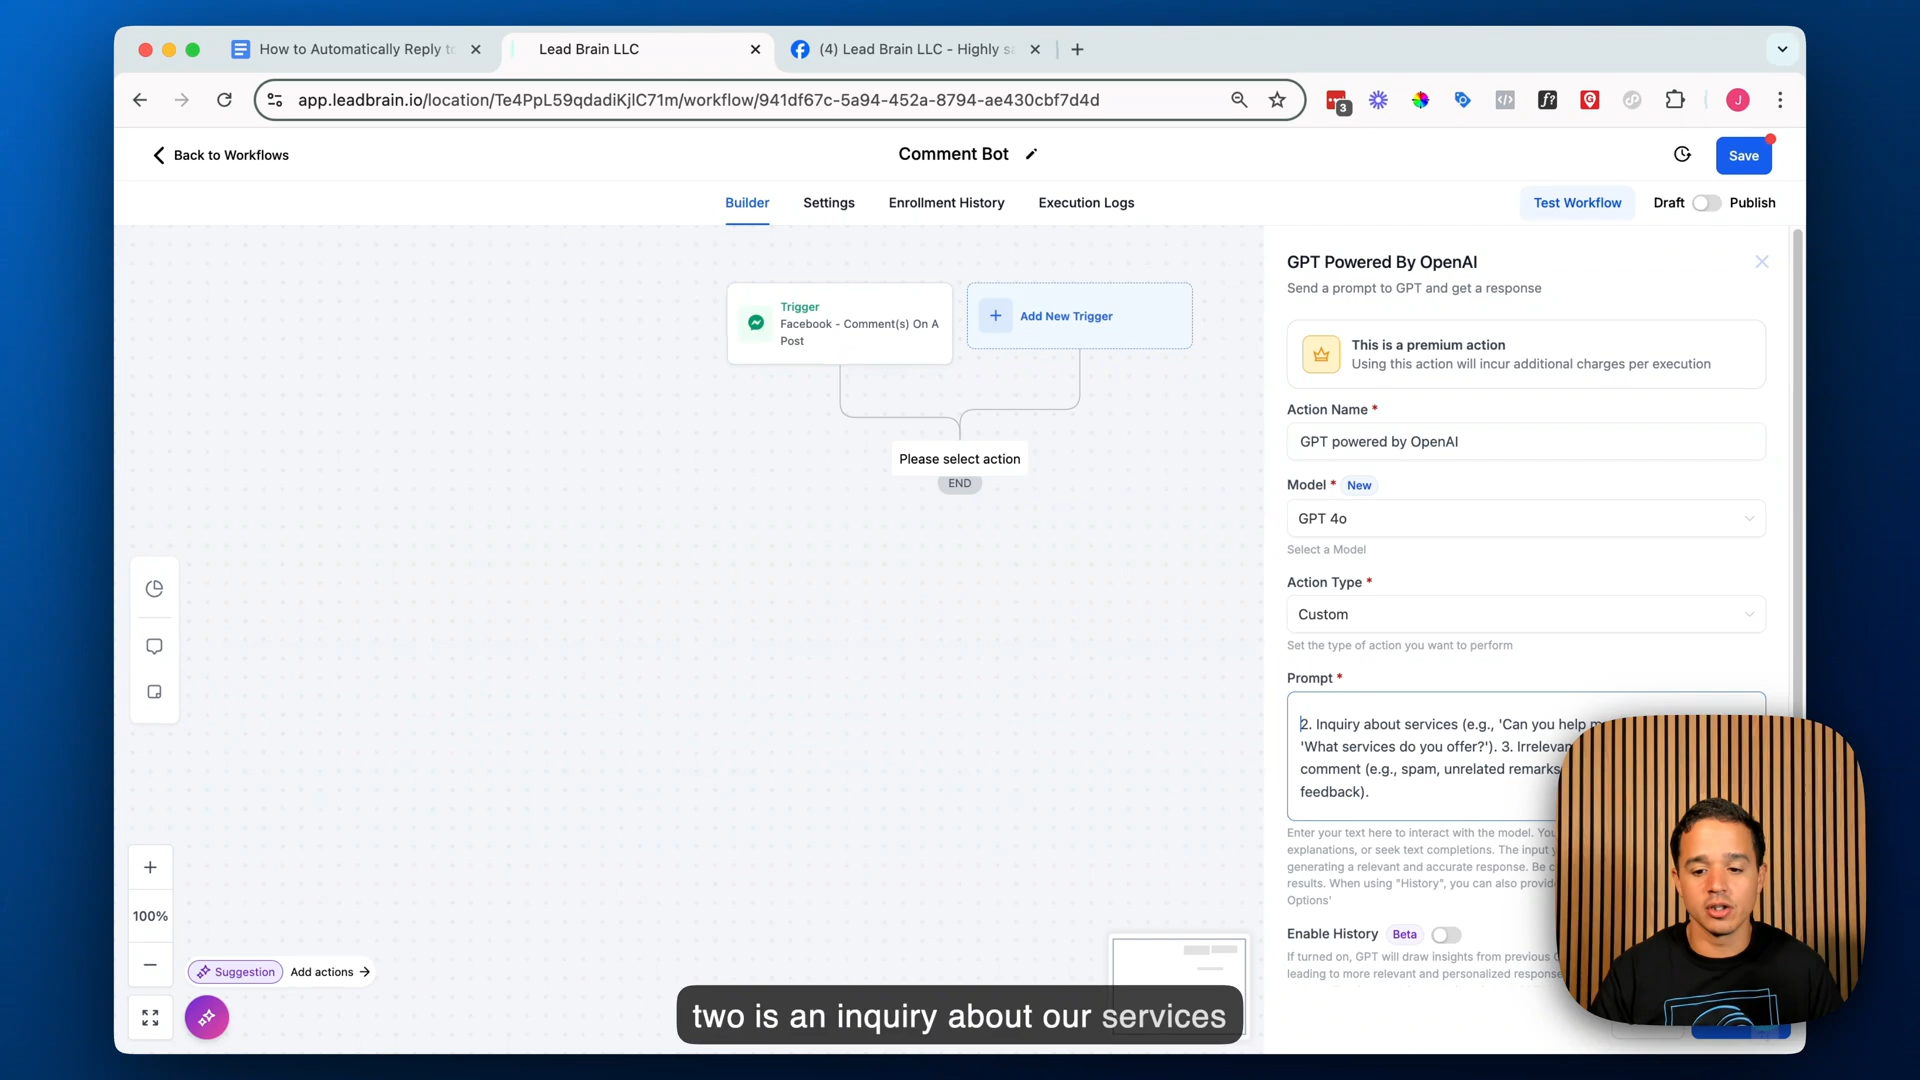 How to Automatically Reply to
Lead Brain LLC
(4) Lead Brain LLC - Highly sa
app.leadbrain.io/location/Te4PpL59qdadiKjlC71m/workflow/941df67c-5a94-452a-8794-ae430cbf7d4d
3
f?
J
Back to Workflows
Comment Bot
Save
Builder
Settings
Enrollment History
Execution Logs
Test Workflow
Draft
Publish
Trigger
Facebook - Comment(s) On A
Post
Add New Trigger
Please select action
END
GPT Powered By OpenAI
Send a prompt to GPT and get a response
This is a premium action
Using this action will incur additional charges per execution
Action Name *
GPT powered by OpenAI
Model * New
GPT 4o
Select a Model
Action Type *
Custom
Set the type of action you want to perform
Prompt *
2. Inquiry about services (e.g., 'Can you help
'What services do you offer?'). 3.
comment (e.g., spam, unrelated remarks
feedback).
Enter your text here to interact with the model.
explanations, or seek text completions. The input
generating a relevant and accurate response. Be
results. When using "History", you can also
Options'
Enable History Beta
If turned on, GPT will draw insights from previous
leading to more relevant and personalized
100%
Suggestion
Add actions
two is an inquiry about our services